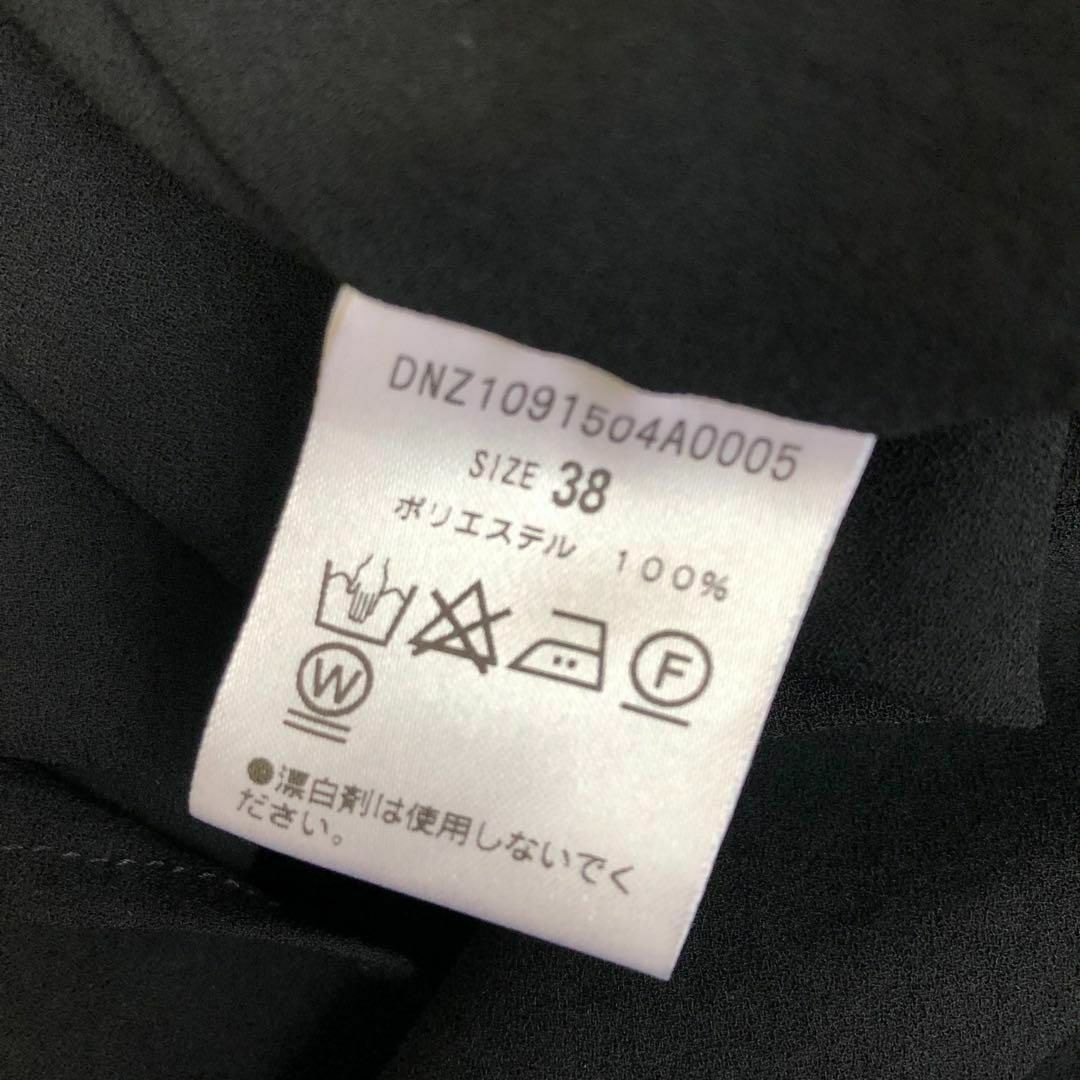 DNZ1091504A0005
SIZE 38
ポリエステル 100%
F
W
●漂白剤は使用しないでく
ださい。